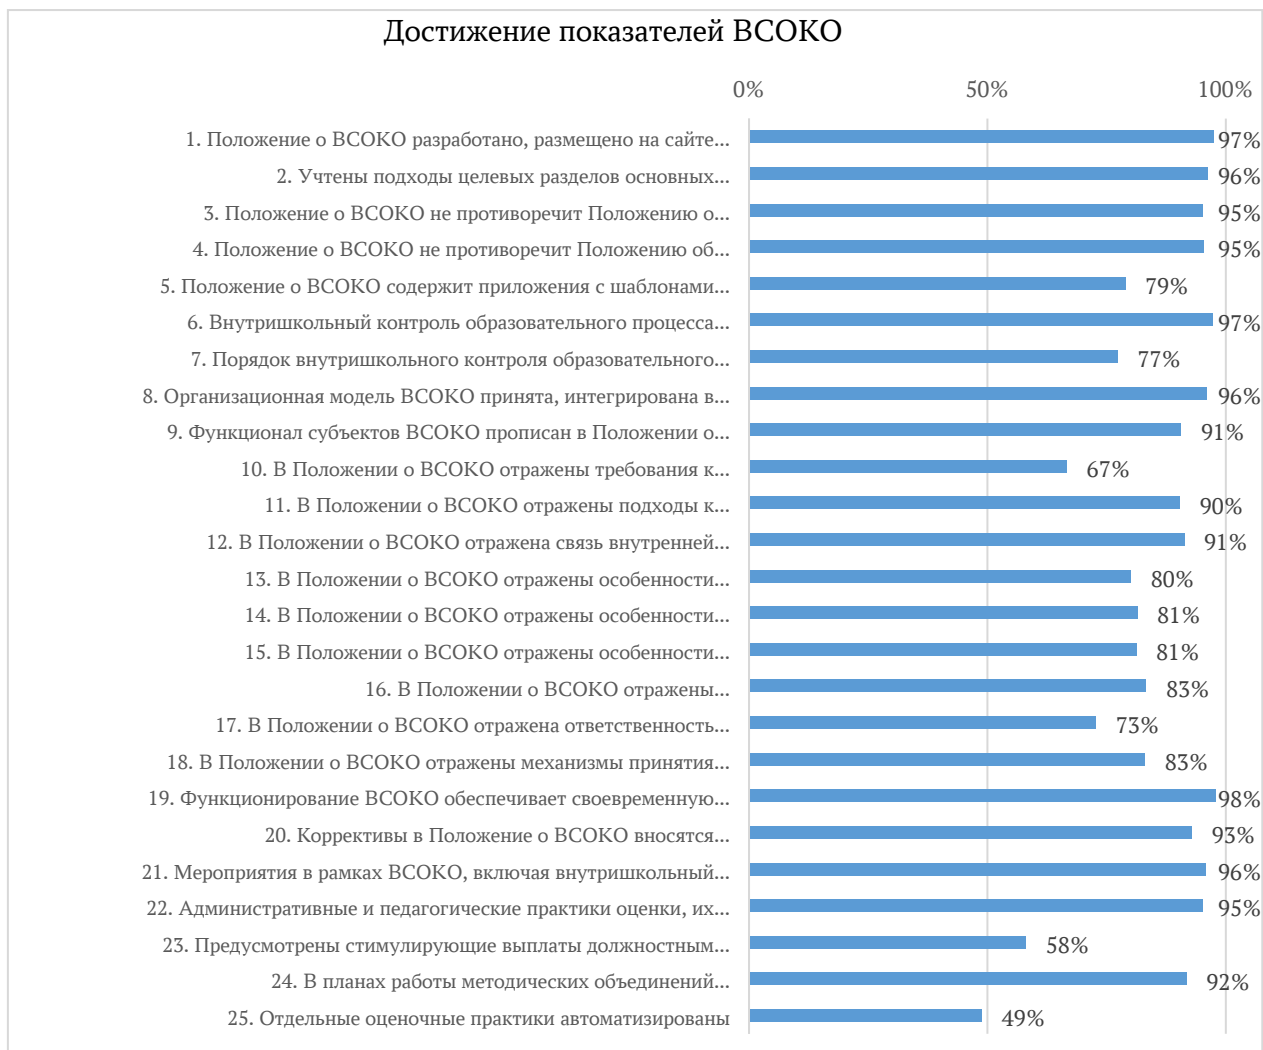 Достижение показателей ВСОКО
0% 50% 100%
1. Положение о ВСОКО разработано, размещено на сайте... 97%
2. Учтены подходы целевых разделов основных... 96%
3. Положение о ВСОКО не противоречит Положению о... 95%
4. Положение о ВСОКО не противоречит Положению об... 95%
5. Положение о ВСОКО содержит приложения с шаблонами... 79%
6. Внутришкольный контроль образовательного процесса... 97%
7. Порядок внутришкольного контроля образовательного... 77%
8. Организационная модель ВСОКО принята, интегрирована в... 96%
9. Функционал субъектов ВСОКО прописан в Положении о... 91%
10. В Положении о ВСОКО отражены требования к... 67%
11. В Положении о ВСОКО отражены подходы к... 90%
12. В Положении о ВСОКО отражена связь внутренней... 91%
13. В Положении о ВСОКО отражены особенности... 80%
14. В Положении о ВСОКО отражены особенности... 81%
15. В Положении о ВСОКО отражены особенности... 81%
16. В Положении о ВСОКО отражены... 83%
17. В Положении о ВСОКО отражена ответственность... 73%
18. В Положении о ВСОКО отражены механизмы принятия... 83%
19. Функционирование ВСОКО обеспечивает своевременную... 98%
20. Коррективы в Положение о ВСОКО вносятся... 93%
21. Мероприятия в рамках ВСОКО, включая внутришкольный... 96%
22. Административные и педагогические практики оценки, их... 95%
23. Предусмотрены стимулирующие выплаты должностным... 58%
24. В планах работы методических объединений... 92%
25. Отдельные оценочные практики автоматизированы 49%